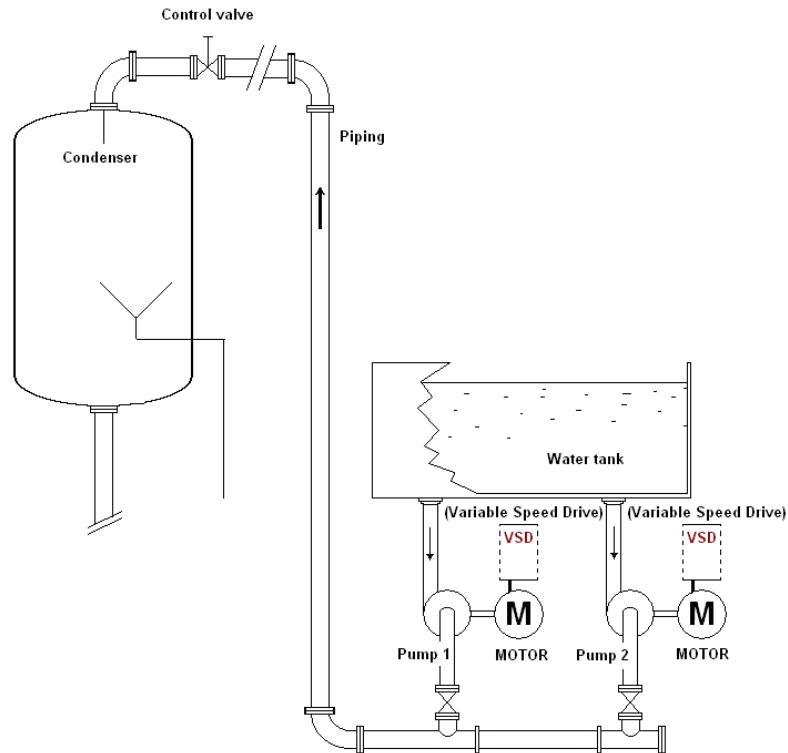 Control valve
Condenser
Piping
Water tank
(Variable Speed Drive) (Variable Speed Drive)
VSD VSD
M M
Pump 1 MOTOR Pump 2 MOTOR